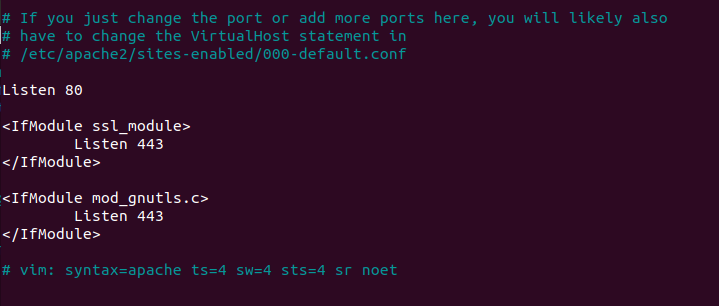 # If you just change the port or add more ports here, you will likely also
# have to change the VirtualHost statement in
# /etc/apache2/sites-enabled/000-default.conf
Listen 80
<IfModule ssl_module>
Listen 443
</IfModule>
<IfModule mod_gnutls.c>
Listen 443
</IfModule>
# vim: syntax=apache ts=4 sw=4 sts=4 sr noet